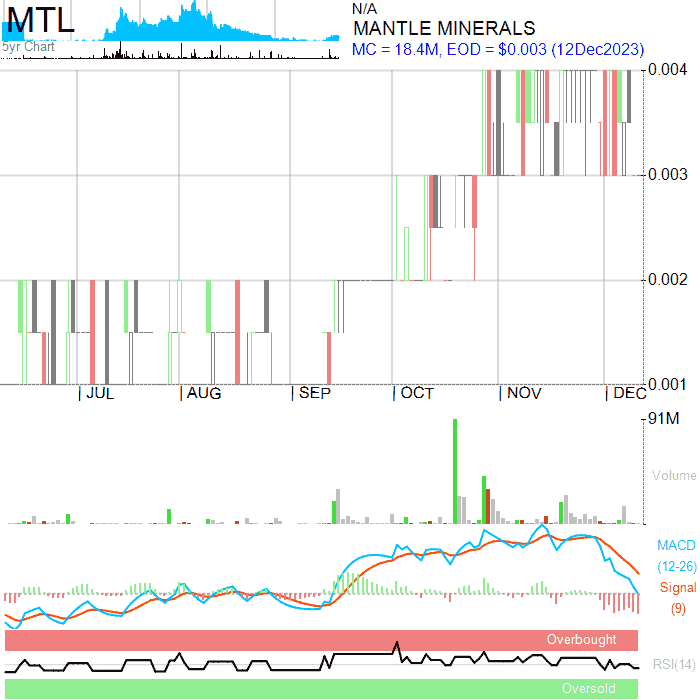 MTL
5yr Chart
N/A
MANTLE MINERALS
MC = 18.4M, EOD = $0.003 (12Dec2023)
0.004
0.003
0.002
0.001
JUL AUG SEP OCT NOV DEC
91M
Volume
MACD
(12-26)
Signal
(9)
Overbought
RSI(14)
Oversold